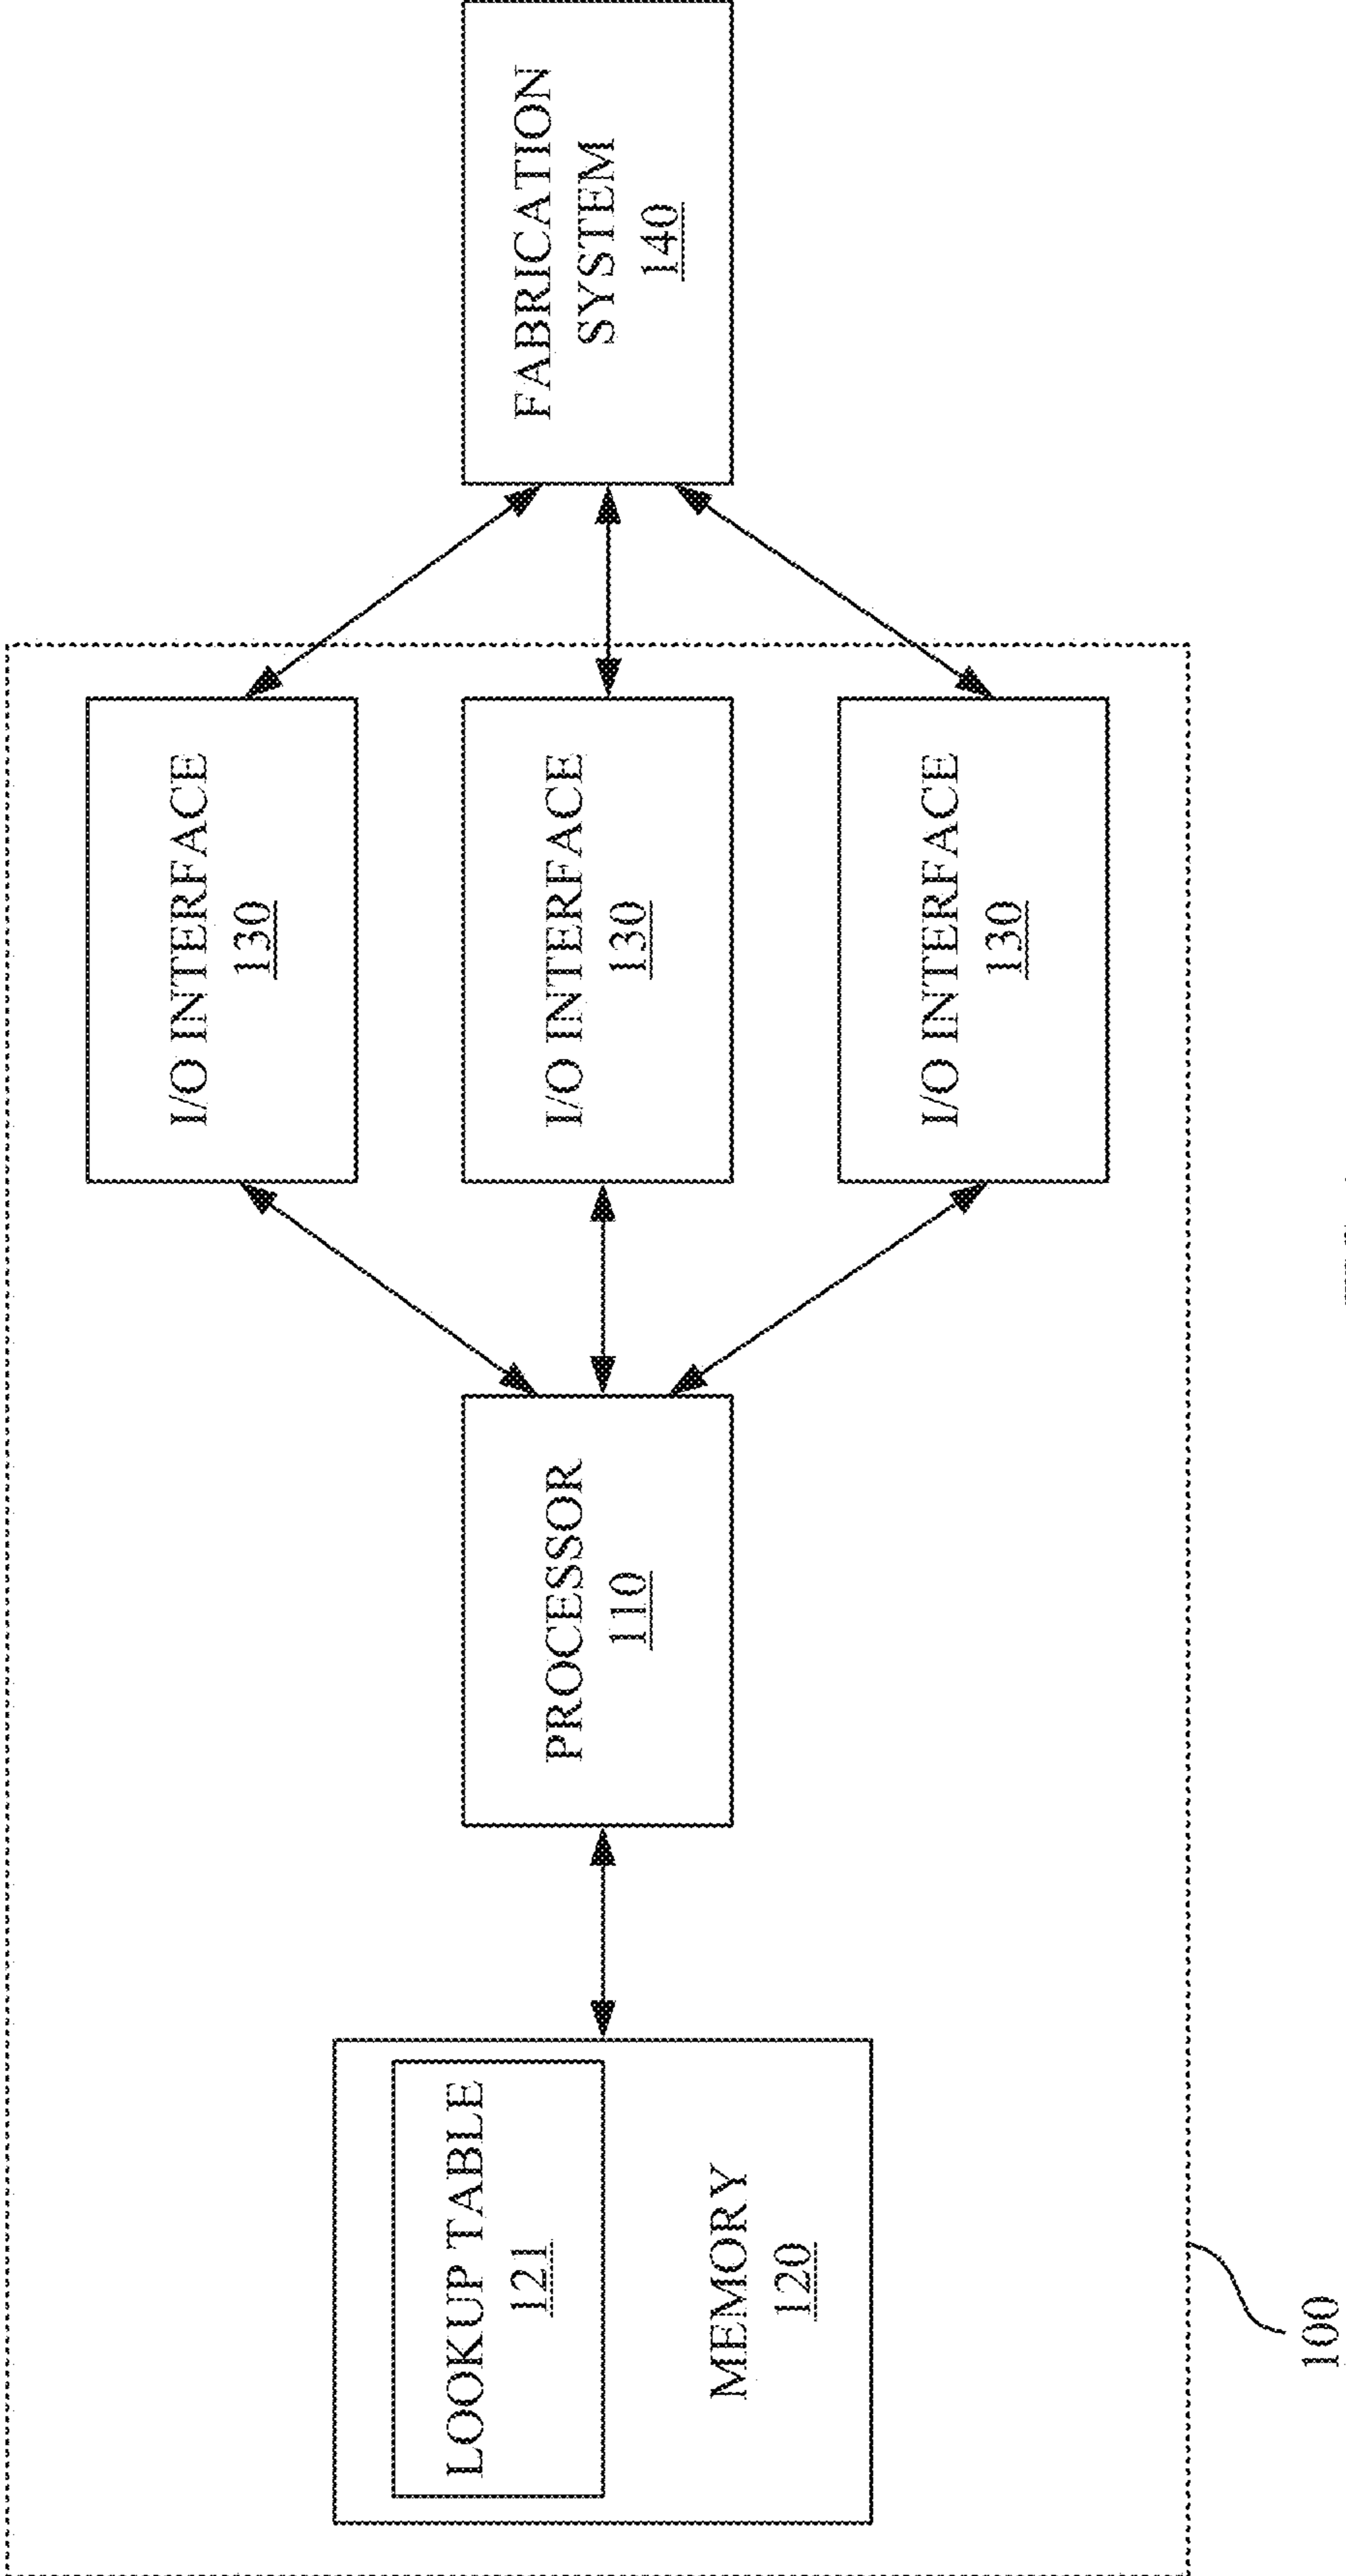 LOOKUP TABLE
121
MEMORY
120
PROCESSOR
110
I/O INTERFACE
130
I/O INTERFACE
130
I/O INTERFACE
130
FABRICATION
SYSTEM
140
100